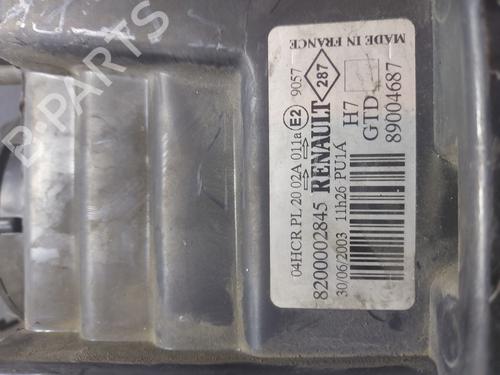 04HCR PL 20 02A 011a E2 9057
8200002845 RENAULT 287
30/06/2003 11h26 PU1A H7
GTD
89004687
MADE IN FRANCE
B-PARTS